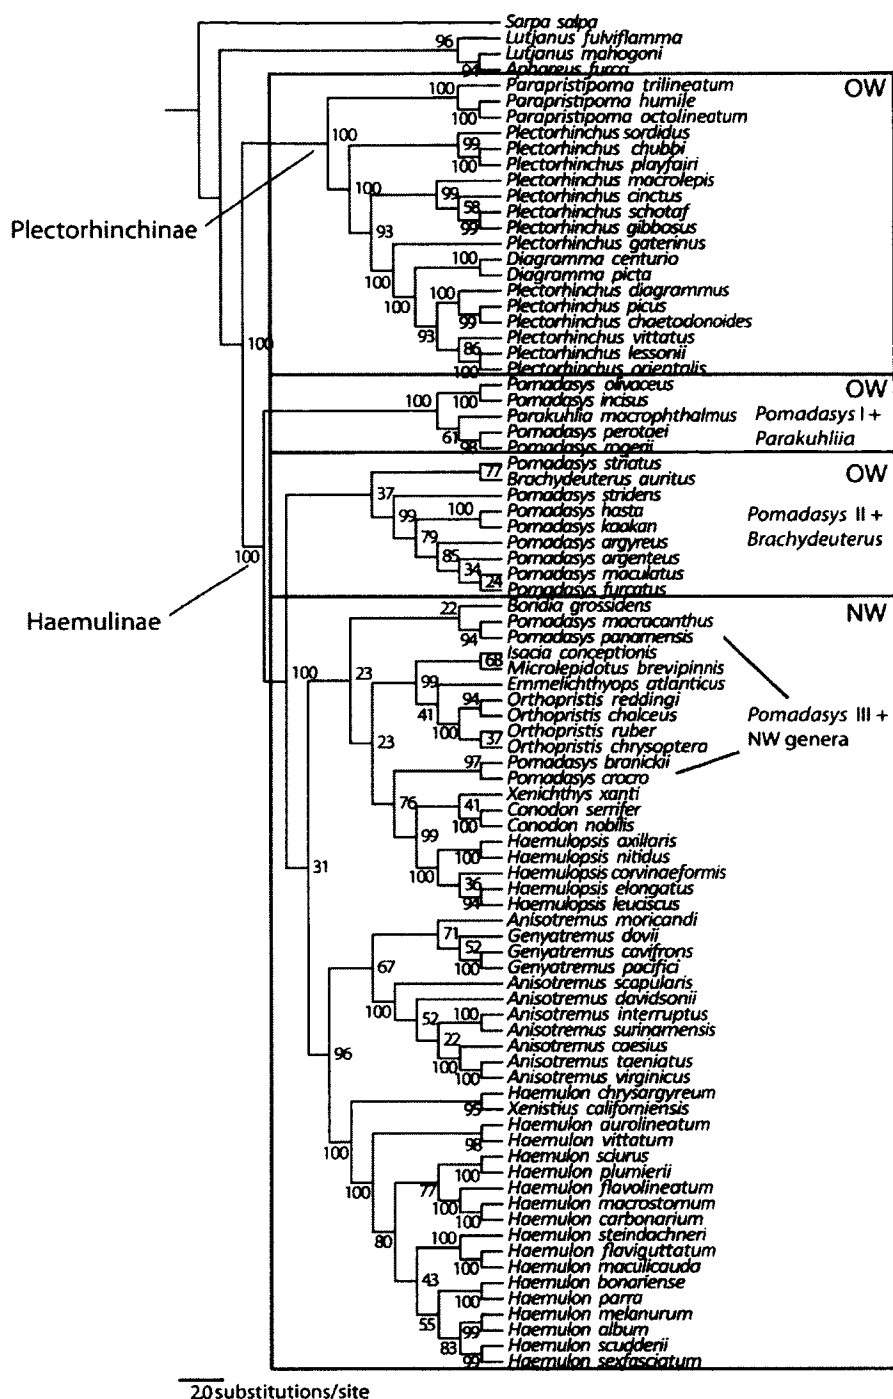 Sarpa salpa
96
Lutjanus fulviflamma
Lutjanus mahogoni
94
Aphareus furca
OW
100
Parapristipoma trilineatum
Parapristipoma humile
100
Parapristipoma octolineatum
100
Plectorhinchus sordidus
99
Plectorhinchus chubbi
100
Plectorhinchus playfairi
100
Plectorhinchus macrolepis
99
Plectorhinchus cinctus
58
Plectorhinchus schotaf
99
Plectorhinchus gibbosus
Plectorhinchinae
93
Plectorhinchus gaterinus
100
Diagramma centurio
100
Diagramma picta
100
Plectorhinchus diagrammus
Plectorhinchus picus
99
Plectorhinchus chaetodonoides
93
Plectorhinchus vittatus
86
Plectorhinchus lessonii
100
Plectorhinchus orientalis
100
OW
Pomadasys I +
Parakuhliia
Pomadasys olivaceus
100
Pomadasys incisus
100
Parakuhlia macrophthalmus
61
Pomadasys perotaei
98
Pomadasys rogerii
OW
Pomadasys II +
Brachydeuterus
Pomadasys striatus
77
Brachydeuterus auritus
37
Pomadasys stridens
99
Pomadasys hasta
100
Pomadasys kaakan
79
Pomadasys argyreus
85
Pomadasys argenteus
34
Pomadasys maculatus
24
Pomadasys furcatus
100
Haemulinae
NW
Pomadasys III +
NW genera
22
Boridia grossidens
Pomadasys macracanthus
94
Pomadasys panamensis
100
23
Isacia conceptionis
68
Microlepidotus brevipinnis
99
Emmelichthyops atlanticus
94
Orthopristis reddingi
41
Orthopristis chalceus
100
Orthopristis ruber
37
Orthopristis chrysoptera
23
97
Pomadasys branickii
Pomadasys crocro
76
Xenichthys xanti
41
Conodon serrifer
100
Conodon nobilis
99
Haemulopsis axillaris
100
Haemulopsis nitidus
100
Haemulopsis corvinaeformis
36
Haemulopsis elongatus
94
Haemulopsis leuciscus
31
Anisotremus moricandi
71
Genyatremus dovii
52
Genyatremus cavifrons
100
Genyatremus pacifici
67
Anisotremus scapularis
100
Anisotremus davidsonii
52
100
Anisotremus interruptus
Anisotremus surinamensis
22
Anisotremus caesius
100
Anisotremus taeniatus
100
Anisotremus virginicus
96
Haemulon chrysargyreum
95
Xenistius californiensis
100
Haemulon aurolineatum
98
Haemulon vittatum
100
Haemulon sciurus
100
Haemulon plumierii
77
Haemulon flavolineatum
100
Haemulon macrostomum
100
Haemulon carbonarium
80
100
Haemulon steindachneri
Haemulon flaviguttatum
100
Haemulon maculicauda
43
Haemulon bonariense
100
Haemulon parra
55
Haemulon melanurum
99
Haemulon album
83
Haemulon scudderii
99
Haemulon sexfasciatum
2.0 substitutions/site